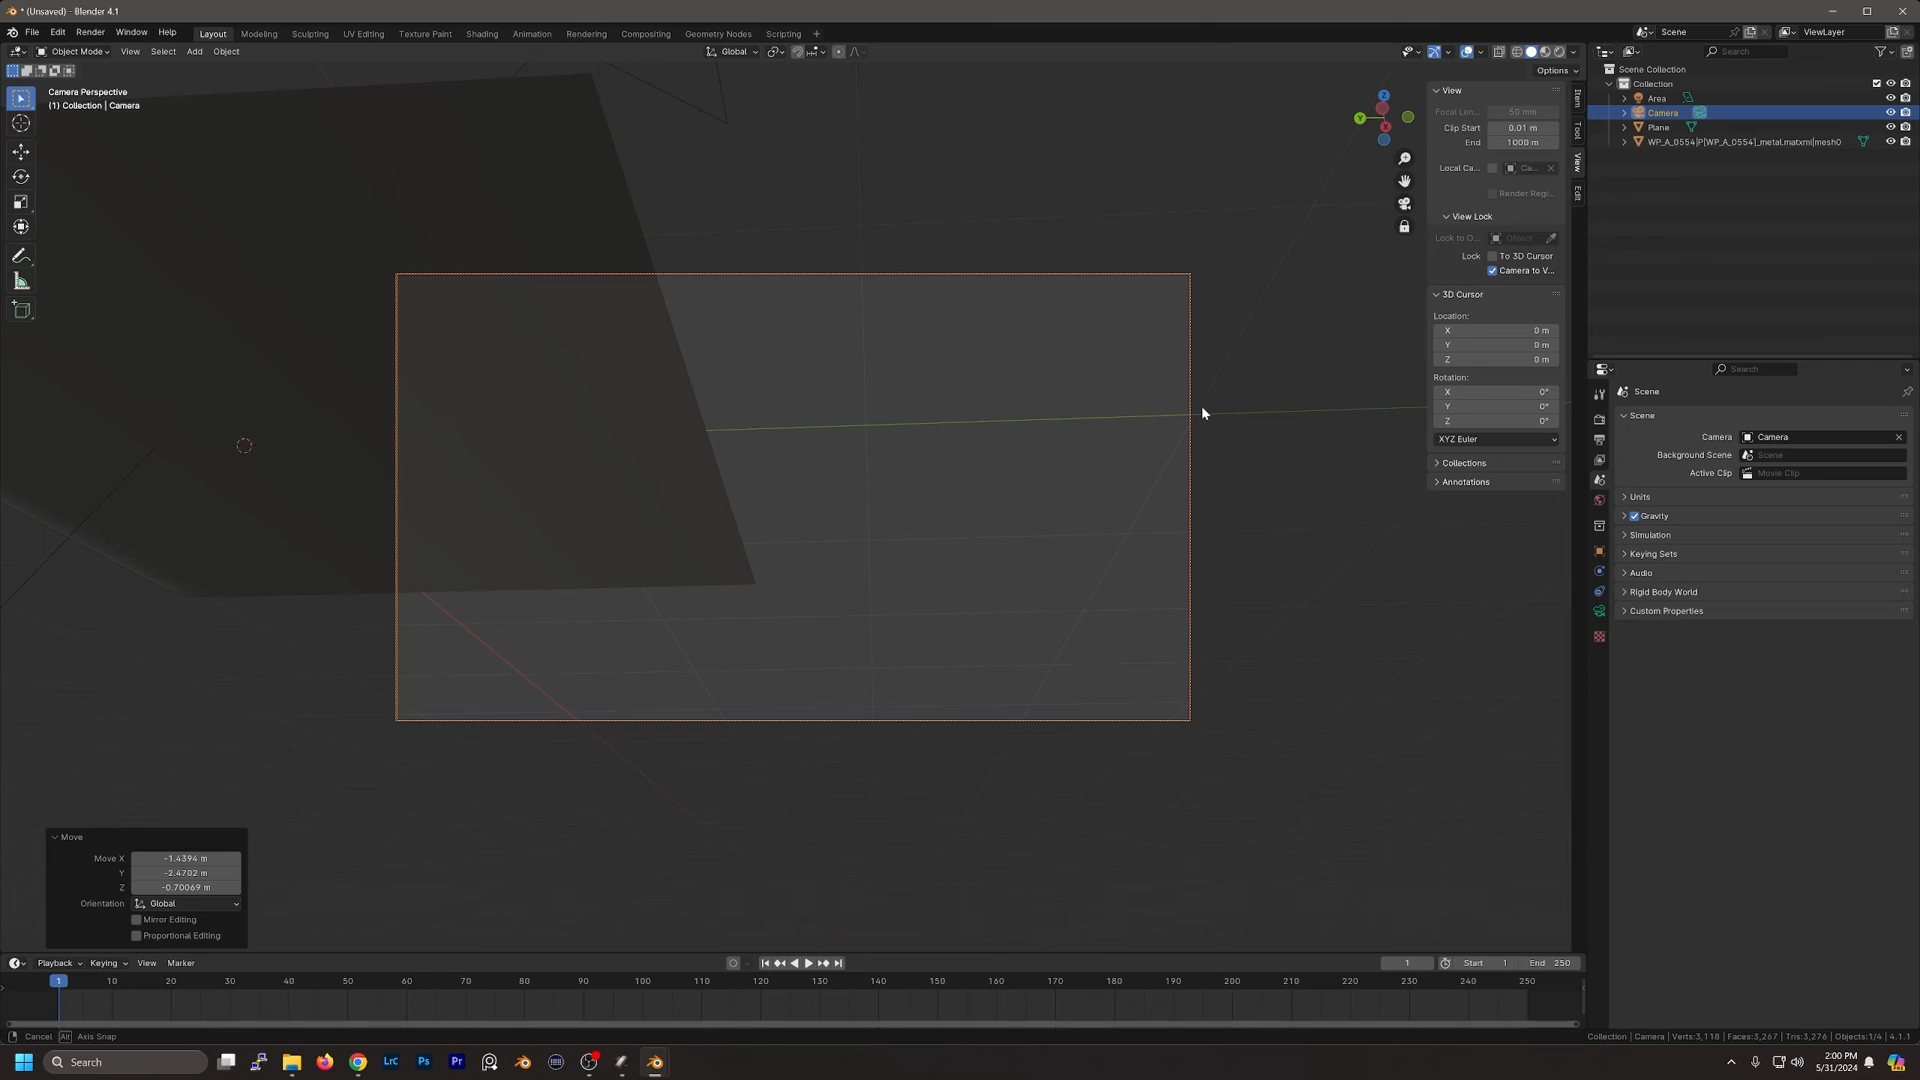 * (Unsaved) - Blender 4.1
File Edit Render Window Help Layout Modeling Sculpting UV Editing Texture Paint Shading Animation Rendering Compositing Geometry Nodes Scripting + Scene ViewLayer
Object Mode View Select Add Object Global Search
Options
Camera Perspective
(1) Collection | Camera
Scene Collection
Collection
Area
Camera
Plane
WP_A_0554|P[WP_A_0554]_metal.matxml|mesh0
Z
Y
X
Item
Tool
View
Edit
View
Focal Len... 50 mm
Clip Start 0.01 m
End 1000 m
Local Ca... Ca...
Render Regi...
View Lock
Lock to O... Object
Lock To 3D Cursor
Camera to V...
3D Cursor
Location:
X 0 m
Y 0 m
Z 0 m
Rotation:
X 0°
Y 0°
Z 0°
XYZ Euler
Collections
Annotations
Search
Scene
Scene
Camera Camera
Background Scene Scene
Active Clip Movie Clip
Units
Gravity
Simulation
Keying Sets
Audio
Rigid Body World
Custom Properties
Move
Move X -1.4394 m
Y -2.4702 m
Z -0.70069 m
Orientation Global
Mirror Editing
Proportional Editing
Playback Keying View Marker 1 Start 1 End 250
1 10 20 30 40 50 60 70 80 90 100 110 120 130 140 150 160 170 180 190 200 210 220 230 240 250
Cancel Alt Axis Snap Collection | Camera | Verts:3,118 | Faces:3,267 | Tris:3,276 | Objects:1/4 | 4.1.1
Search LrC Ps Pr 2:00 PM
5/31/2024